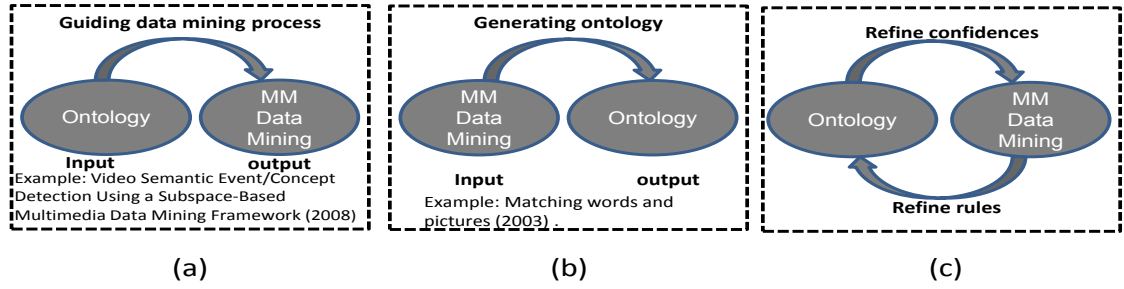 Guiding data mining process
Ontology
MM
Data
Mining
Input
output
Example: Video Semantic Event/Concept
Detection Using a Subspace-Based
Multimedia Data Mining Framework (2008)
(a)
Generating ontology
MM
Data
Mining
Ontology
Input
output
Example: Matching words and
pictures (2003) .
(b)
Refine confidences
Ontology
MM
Data
Mining
Refine rules
(c)